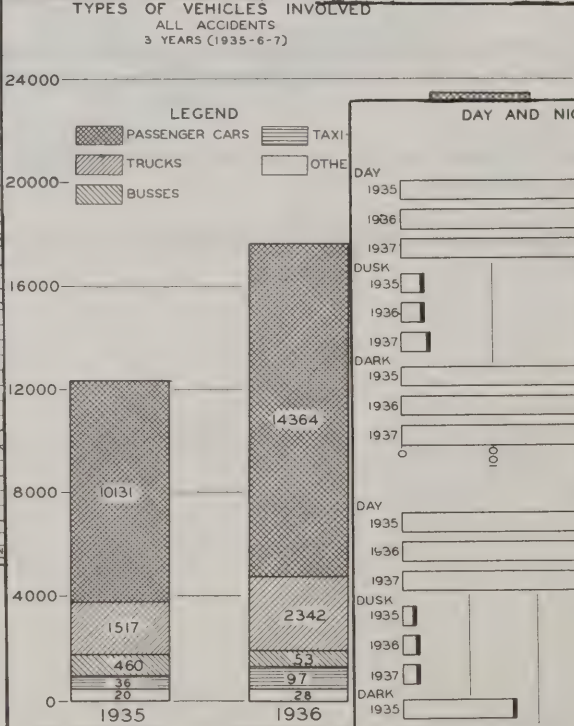 TYPES OF VEHICLES INVOLVED
ALL ACCIDENTS
3 YEARS (1935-6-7)
24000
20000
16000
12000
8000
4000
0
LEGEND
PASSENGER CARS
TRUCKS
BUSSES
TAXI-
OTHE
10131
1517
460
36
20
1935
14364
2342
53
97
28
1936
DAY AND NIG
DAY
1935
1936
1937
DUSK
1935
1936
1937
DARK
1935
1936
1937
0
100
DAY
1935
1936
1937
DUSK
1935
1936
1937
DARK
1935